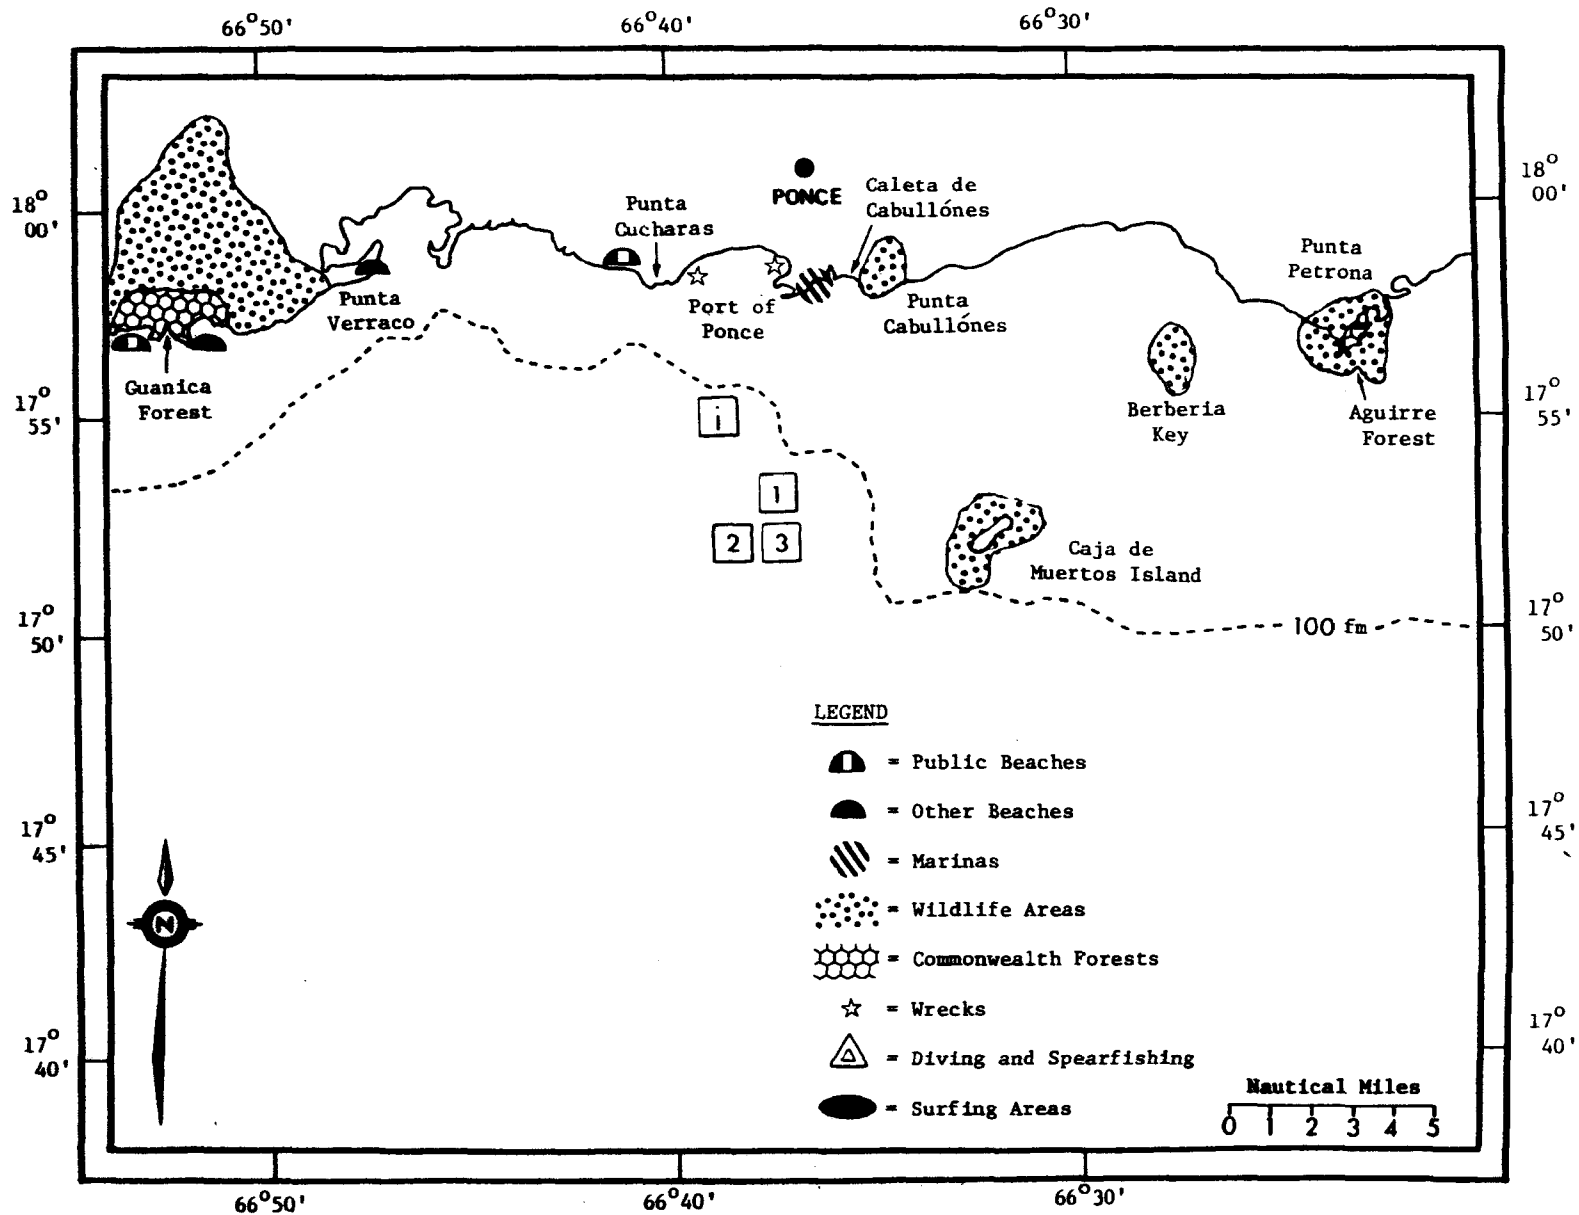 66°50'
66°40'
66°30'
18°
00'
18°
00'
PONCE
Caleta de
Cabullónes
Punta
Cucharas
Punta
Petrona
Punta
Verraco
Port of
Ponce
Punta
Cabullónes
Guanica
Forest
17°
55'
17°
55'
i
Berberia
Key
Aguirre
Forest
1
2
3
Caja de
Muertos Island
17°
50'
17°
50'
100 fm
LEGEND
= Public Beaches
= Other Beaches
= Marinas
= Wildlife Areas
= Commonwealth Forests
= Wrecks
= Diving and Spearfishing
= Surfing Areas
17°
45'
17°
45'
N
17°
40'
17°
40'
Nautical Miles
0 1 2 3 4 5
66°50'
66°40'
66°30'